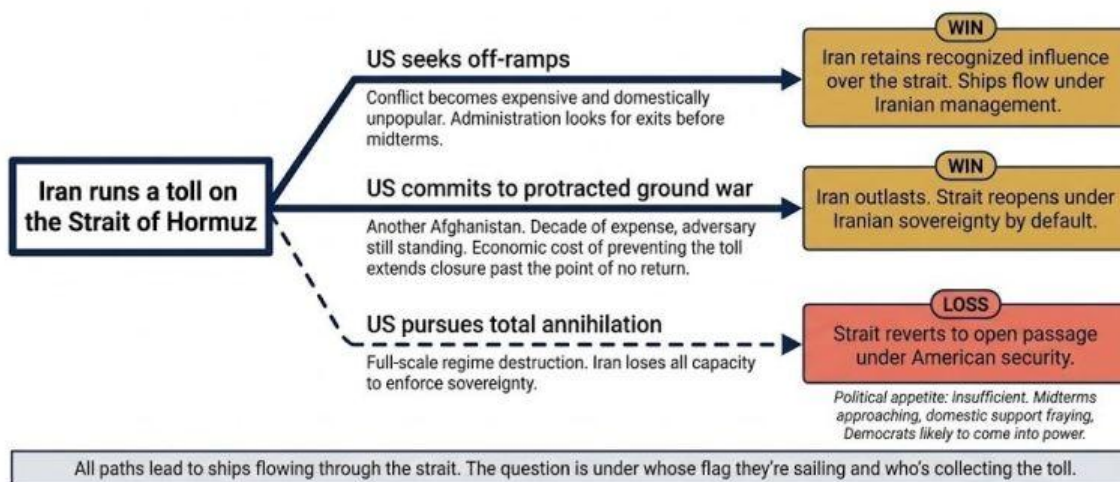 WIN
US seeks off-ramps
Iran retains recognized influence
over the strait. Ships flow under
Iranian management.
Conflict becomes expensive and domestically
unpopular. Administration looks for exits before
midterms.
Iran runs a toll on
the Strait of Hormuz
WIN
US commits to protracted ground war
Iran outlasts. Strait reopens under
Iranian sovereignty by default.
Another Afghanistan. Decade of expense, adversary
still standing. Economic cost of preventing the toll
extends closure past the point of no return.
LOSS
US pursues total annihilation
Strait reverts to open passage
under American security.
Full-scale regime destruction. Iran loses all capacity
to enforce sovereignty.
Political appetite: Insufficient. Midterms
approaching, domestic support fraying,
Democrats likely to come into power.
All paths lead to ships flowing through the strait. The question is under whose flag they're sailing and who's collecting the toll.